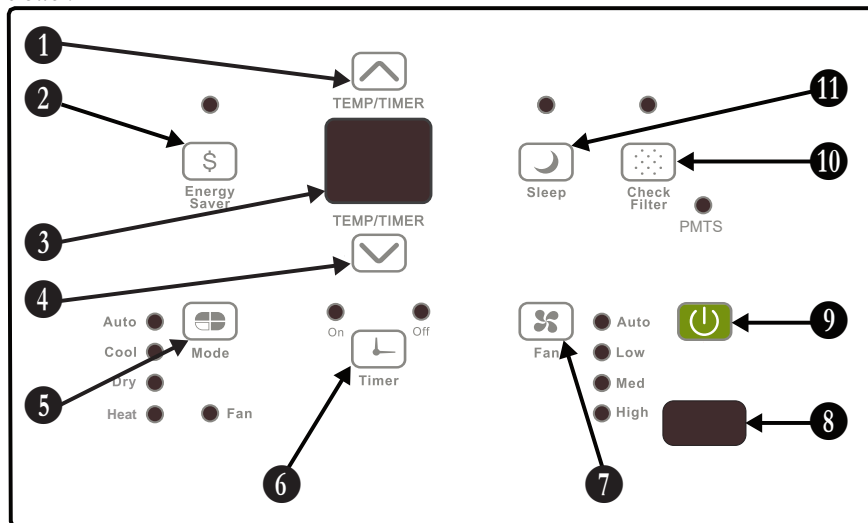 1
TEMP/TIMER
2
$
Energy
Saver
11
Sleep
10
Check
Filter
PMTS
3
TEMP/TIMER
4
Auto
Cool
Dry
Heat
Mode
Fan
5
On
Off
Timer
6
Fan
Auto
Low
Med
High
7
9
8